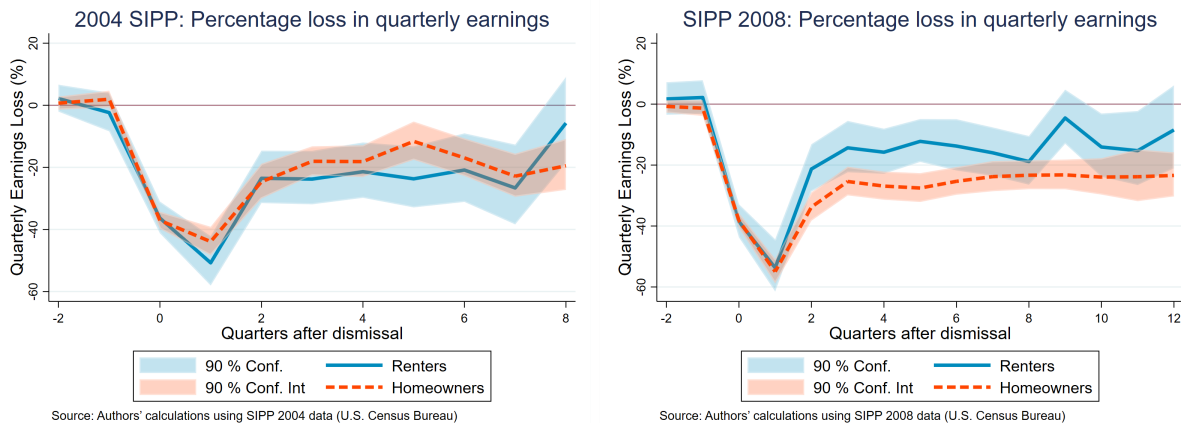 2004 SIPP: Percentage loss in quarterly earnings
Quarterly Earnings Loss (%)
20
0
-20
-40
-60
-2
0
2
4
6
8
Quarters after dismissal
90 % Conf.
Renters
90 % Conf. Int
Homeowners
Source: Authors' calculations using SIPP 2004 data (U.S. Census Bureau)
SIPP 2008: Percentage loss in quarterly earnings
Quarterly Earnings Loss (%)
20
0
-20
-40
-60
-2
0
2
4
6
8
10
12
Quarters after dismissal
90 % Conf.
Renters
90 % Conf. Int
Homeowners
Source: Authors' calculations using SIPP 2008 data (U.S. Census Bureau)